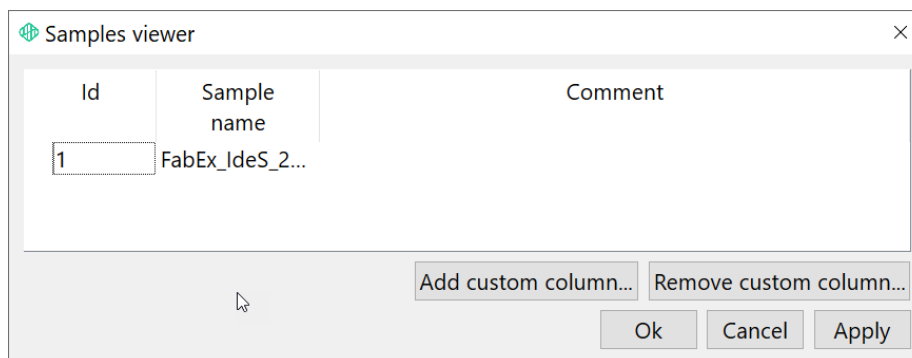 Samples viewer
Id Sample name Comment
1 FabEx_IdeS_2...
Add custom column... Remove custom column...
Ok Cancel Apply